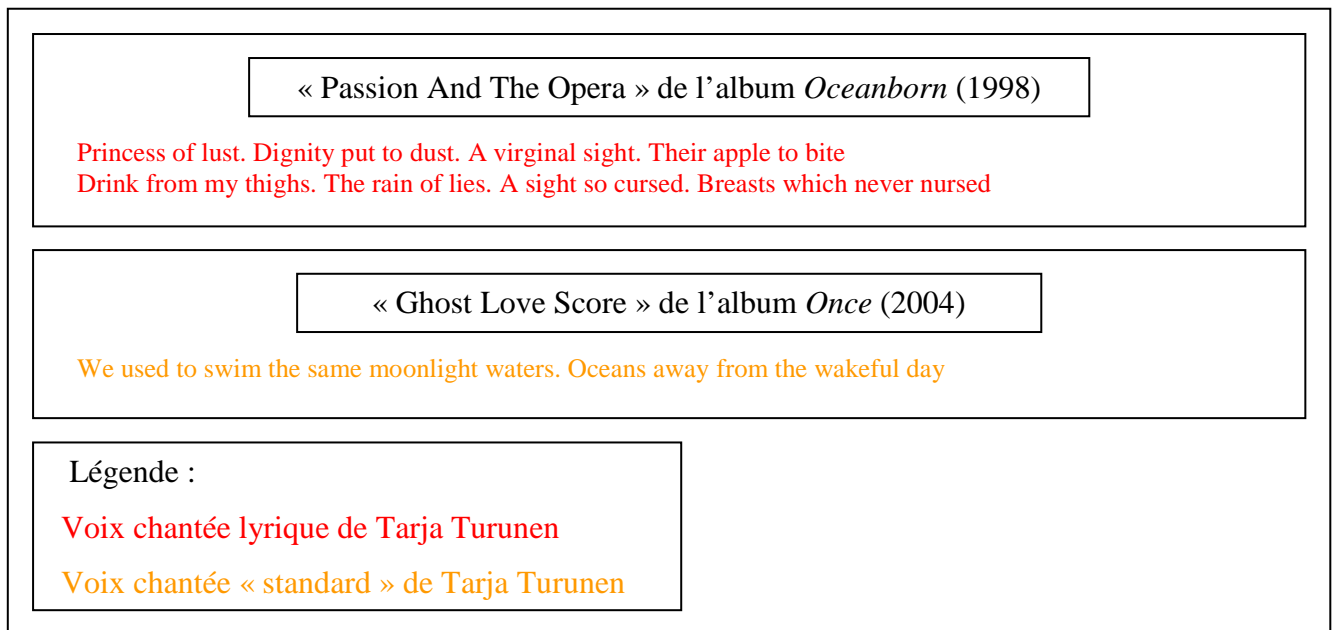 « Passion And The Opera » de l’album Oceanborn (1998)
Princess of lust. Dignity put to dust. A virginal sight. Their apple to bite
Drink from my thighs. The rain of lies. A sight so cursed. Breasts which never nursed
« Ghost Love Score » de l’album Once (2004)
We used to swim the same moonlight waters. Oceans away from the wakeful day
Légende :
Voix chantée lyrique de Tarja Turunen
Voix chantée « standard » de Tarja Turunen